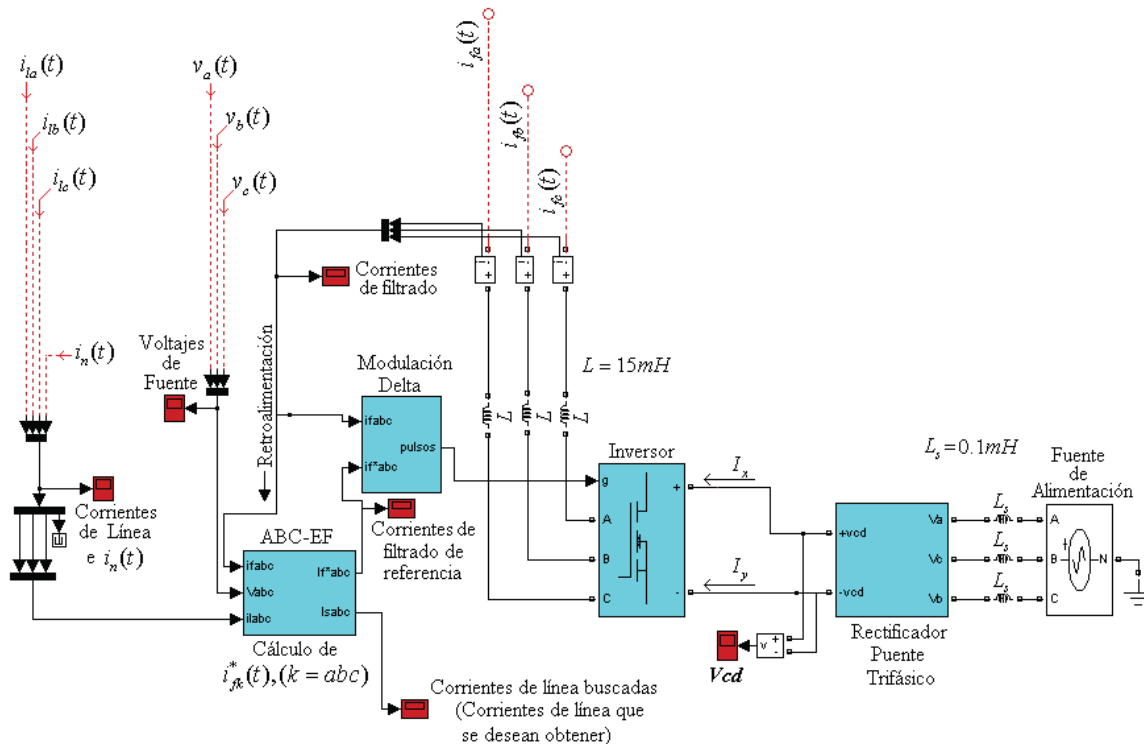 i_la(t)
i_lb(t)
i_lc(t)
i_n(t)
v_a(t)
v_b(t)
v_c(t)
i_fa(t)
i_fb(t)
i_fc(t)
Voltajes
de
Fuente
Corrientes
de Línea
e i_n(t)
Retroalimentación
Corrientes
de filtrado
Modulación
Delta
ifabc
if*abc
pulsos
Corrientes de
filtrado de
referencia
ABC-EF
ifabc
Vabc
ilabc
If*abc
Isabc
Cálculo de
i*_fk(t),(k = abc)
Corrientes de línea buscadas
(Corrientes de línea que
se desean obtener)
i
+
i
+
i
+
L
L
L
L = 15mH
Inversor
g
A
B
C
+
-
I_x
I_y
v
+
-
Vcd
+vcd
-vcd
Va
Vc
Vb
Rectificador
Puente
Trifásico
L_s = 0.1mH
L_s
L_s
L_s
Fuente
de
Alimentación
A
B
C
N